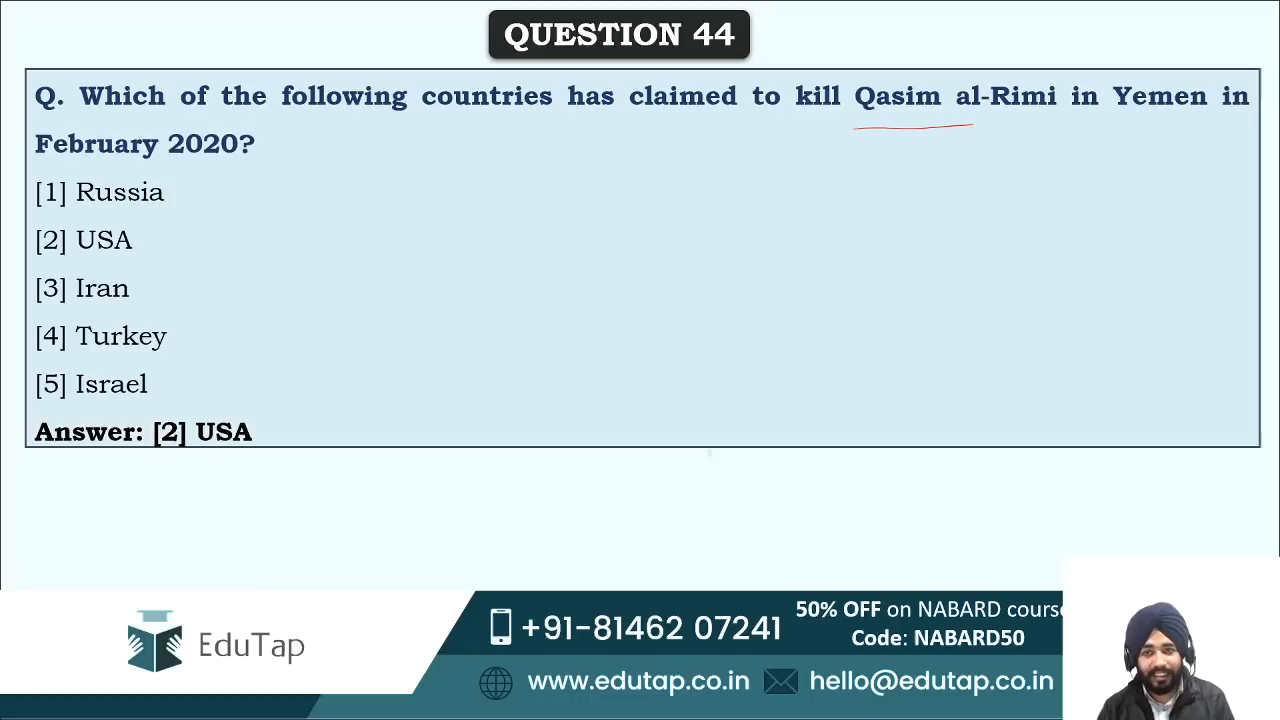 QUESTION 44
Q. Which of the following countries has claimed to kill Qasim al-Rimi in Yemen in
February 2020?
[1] Russia
[2] USA
[3] Iran
[4] Turkey
[5] Israel
Answer: [2] USA
EduTap
+91-81462 07241
50% OFF on NABARD course
Code: NABARD50
www.edutap.co.in
hello@edutap.co.in